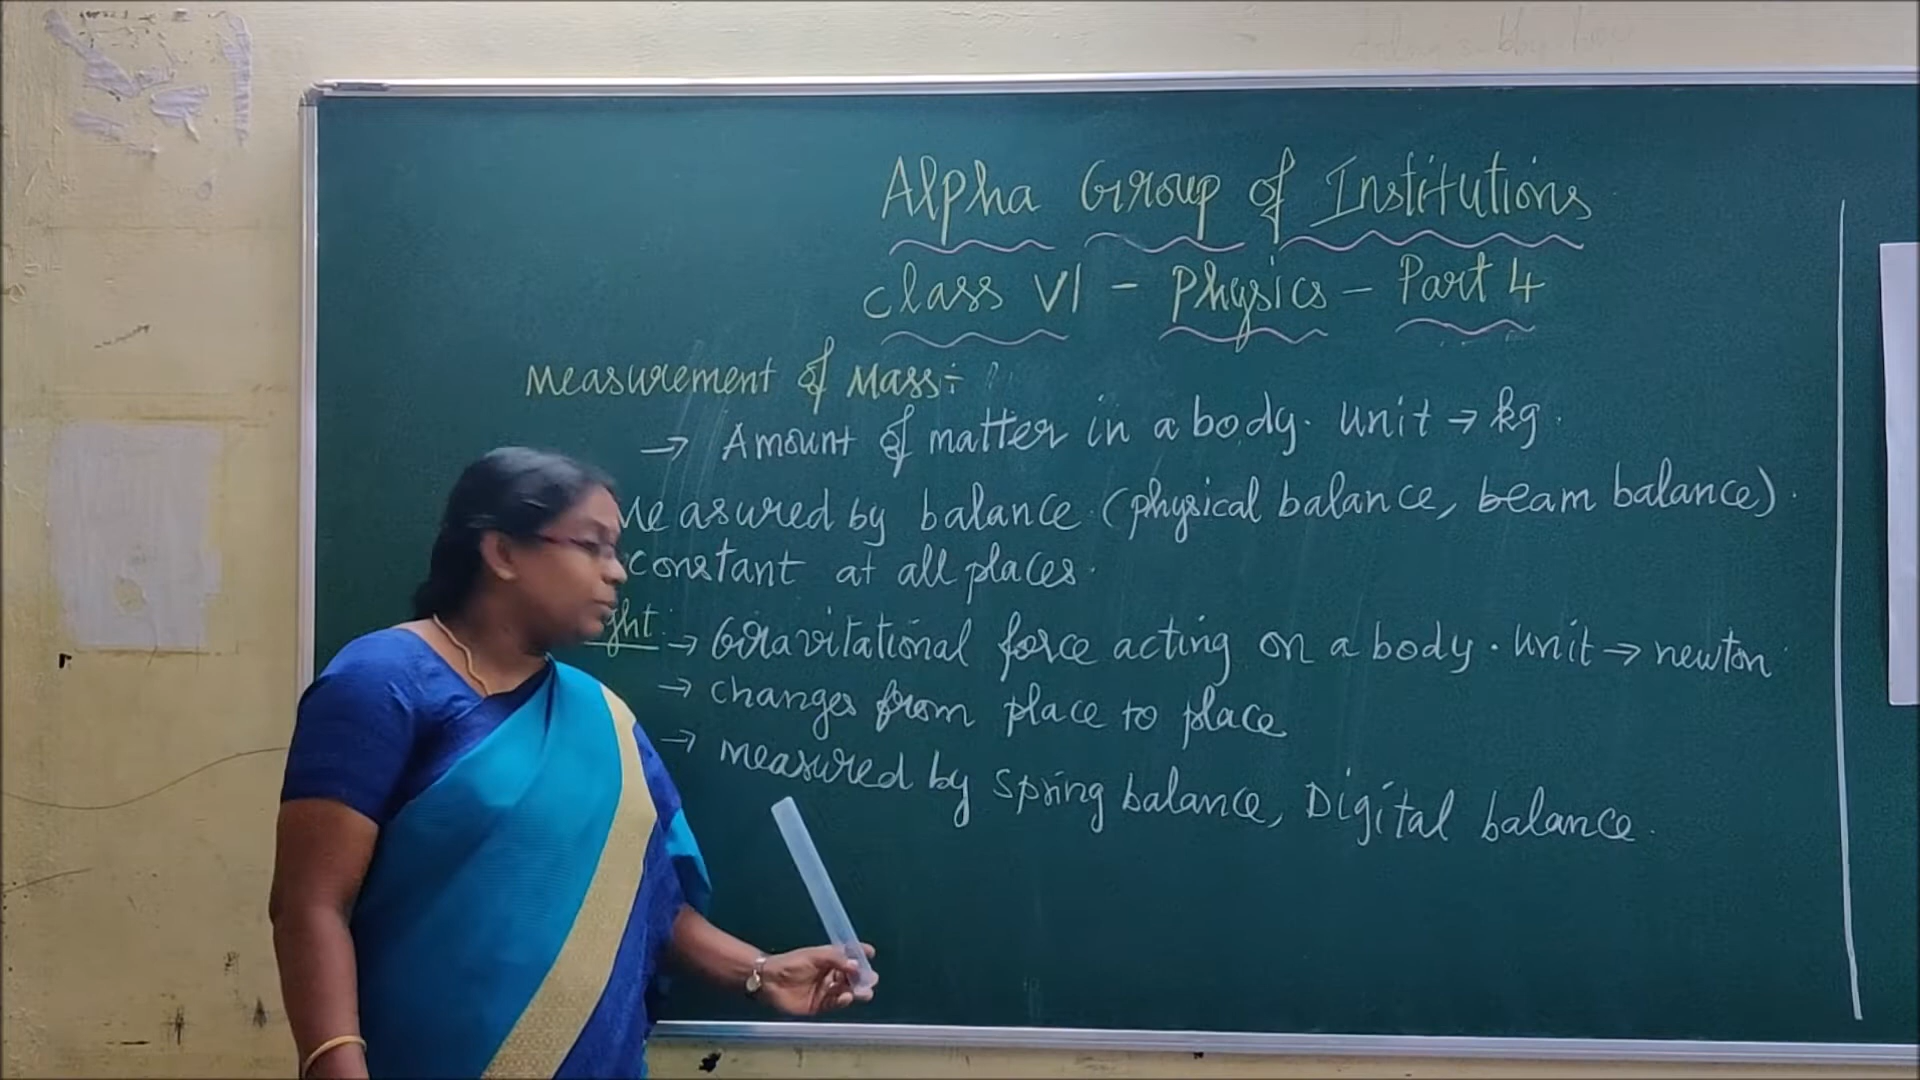 Alpha Group of Institutions
Class VI - Physics - Part 4
Measurement of Mass:-
→ Amount of matter in a body. Unit → kg.
Measured by balance (physical balance, beam balance).
Constant at all places.
→ Gravitational force acting on a body. Unit → newton
→ Changes from place to place
→ Measured by Spring balance, Digital balance.